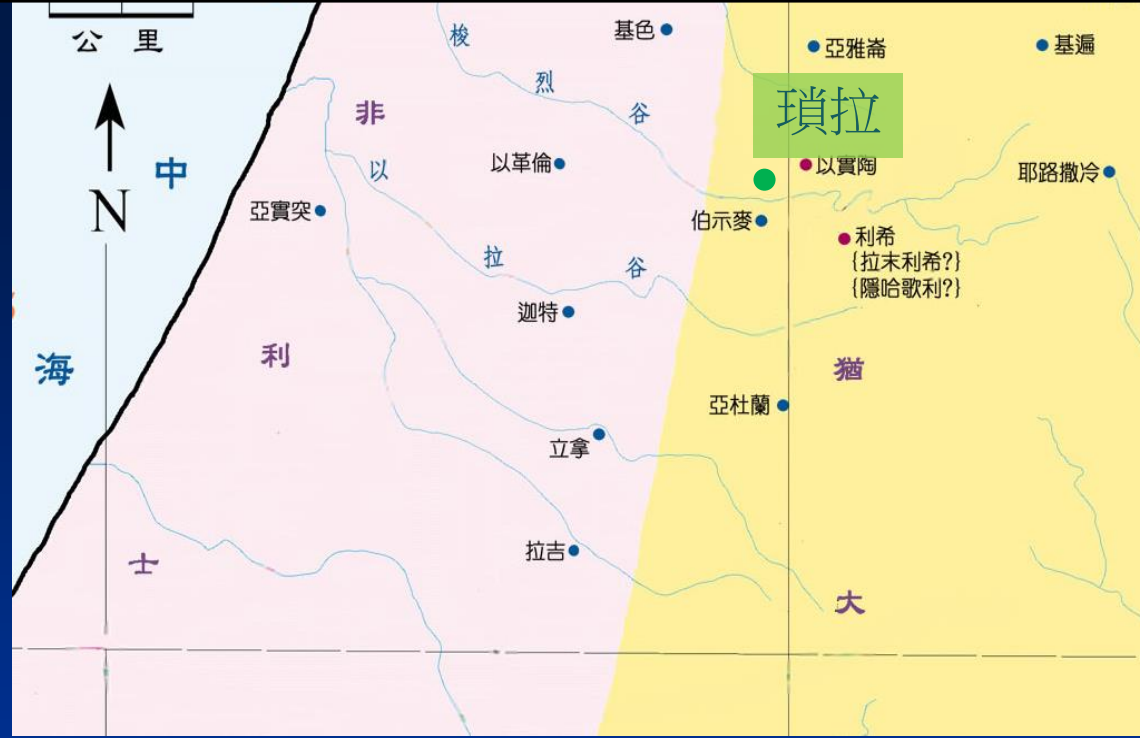 公里
N
中
海
非
利
士
猶
大
梭
烈
谷
以
拉
谷
基色
亞雅崙
基遍
瑣拉
以革倫
以實陶
耶路撒冷
亞實突
伯示麥
利希
{拉末利希?}
{隱哈歌利?}
迦特
亞杜蘭
立拿
拉吉